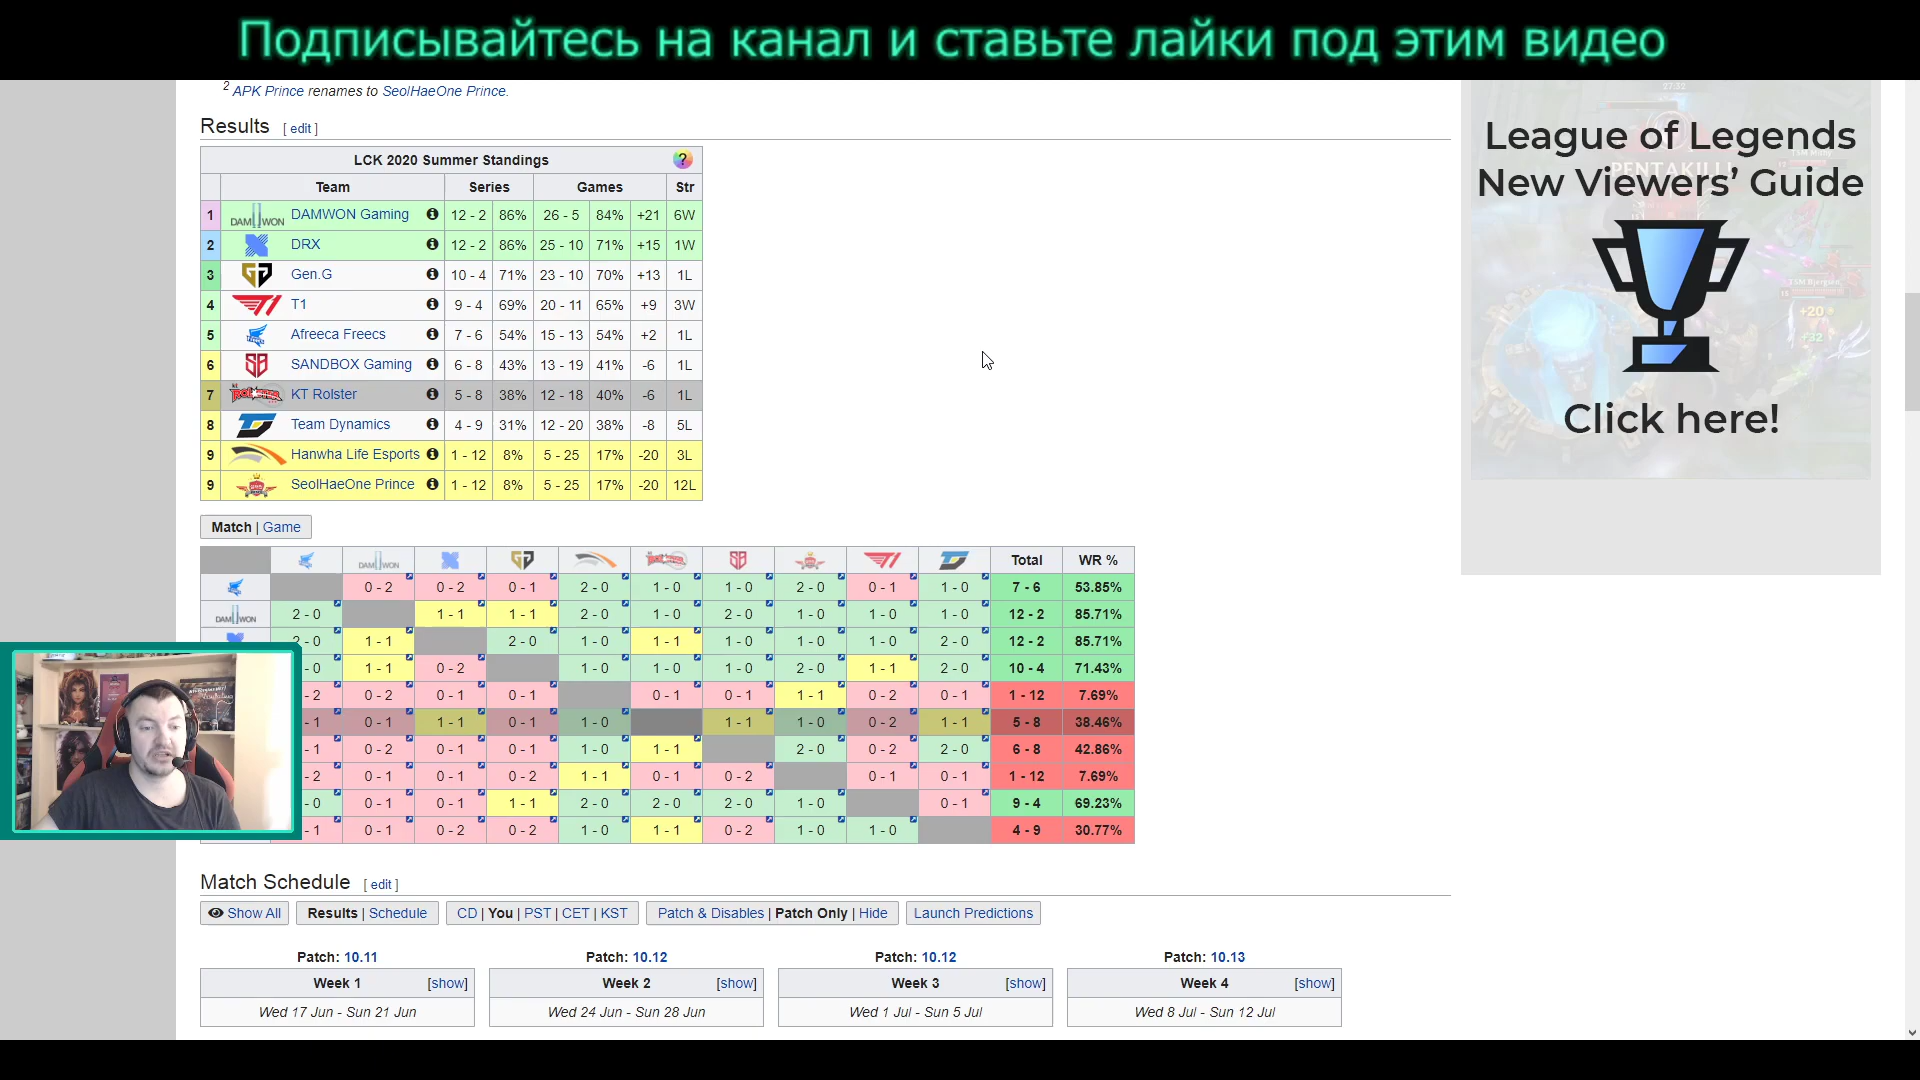 Подписывайтесь на канал и ставьте лайки под этим видео
2 APK Prince renames to SeolHaeOne Prince.
Results [ edit ]
LCK 2020 Summer Standings ?
Team Series Games Str
1 DAMWON DAMWON Gaming 12 - 2 86% 26 - 5 84% +21 6W
2 DRX 12 - 2 86% 25 - 10 71% +15 1W
3 Gen.G 10 - 4 71% 23 - 10 70% +13 1L
4 T1 9 - 4 69% 20 - 11 65% +9 3W
5 Afreeca Freecs 7 - 6 54% 15 - 13 54% +2 1L
6 SB SANDBOX Gaming 6 - 8 43% 13 - 19 41% -6 1L
7 KT Rolster 5 - 8 38% 12 - 18 40% -6 1L
8 Team Dynamics 4 - 9 31% 12 - 20 38% -8 5L
9 Hanwha Life Esports 1 - 12 8% 5 - 25 17% -20 3L
9 SeolHaeOne Prince 1 - 12 8% 5 - 25 17% -20 12L
Match | Game
DAMWON SB T1 Total WR %
0 - 2 0 - 2 0 - 1 2 - 0 1 - 0 1 - 0 2 - 0 0 - 1 1 - 0 7 - 6 53.85%
DAMWON 2 - 0 1 - 1 1 - 1 2 - 0 1 - 0 2 - 0 1 - 0 1 - 0 1 - 0 12 - 2 85.71%
2 - 0 1 - 1 2 - 0 1 - 0 1 - 1 1 - 0 1 - 0 1 - 0 2 - 0 12 - 2 85.71%
- 0 1 - 1 0 - 2 1 - 0 1 - 0 1 - 0 2 - 0 1 - 1 2 - 0 10 - 4 71.43%
- 2 0 - 2 0 - 1 0 - 1 0 - 1 0 - 1 1 - 1 0 - 2 0 - 1 1 - 12 7.69%
- 1 0 - 1 1 - 1 0 - 1 1 - 0 1 - 1 1 - 0 0 - 2 1 - 1 5 - 8 38.46%
- 1 0 - 2 0 - 1 0 - 1 1 - 0 1 - 1 2 - 0 0 - 2 2 - 0 6 - 8 42.86%
- 2 0 - 1 0 - 1 0 - 2 1 - 1 0 - 1 0 - 2 0 - 1 0 - 1 1 - 12 7.69%
- 0 0 - 1 0 - 1 1 - 1 2 - 0 2 - 0 2 - 0 1 - 0 0 - 1 9 - 4 69.23%
- 1 0 - 1 0 - 2 0 - 2 1 - 0 1 - 1 0 - 2 1 - 0 1 - 0 4 - 9 30.77%
Match Schedule [ edit ]
Show All Results | Schedule CD | You | PST | CET | KST Patch & Disables | Patch Only | Hide Launch Predictions
Patch: 10.11 Patch: 10.12 Patch: 10.12 Patch: 10.13
Week 1 [show] Week 2 [show] Week 3 [show] Week 4 [show]
Wed 17 Jun - Sun 21 Jun Wed 24 Jun - Sun 28 Jun Wed 1 Jul - Sun 5 Jul Wed 8 Jul - Sun 12 Jul
27:32
League of Legends
PENTAKILL
New Viewers’ Guide
+20
+32
Click here!